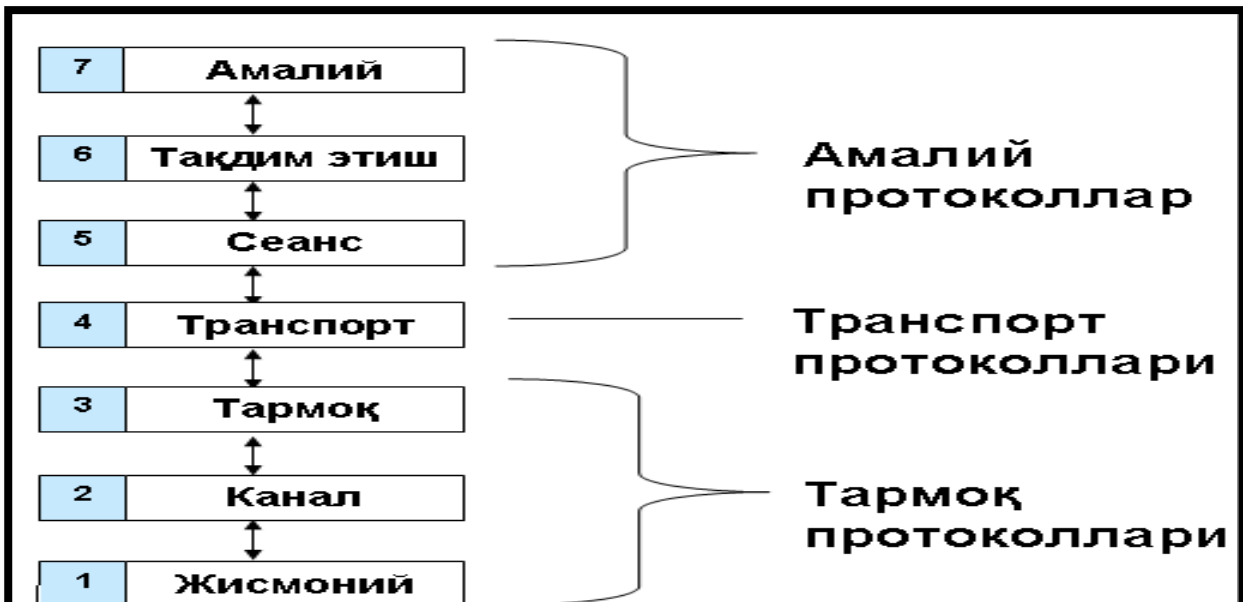 7 Амалий
6 Тақдим этиш
5 Сеанс
4 Транспорт
3 Тармоқ
2 Канал
1 Жисмоний
Амалий
протоколлар
Транспорт
протоколлари
Тармоқ
протоколлари